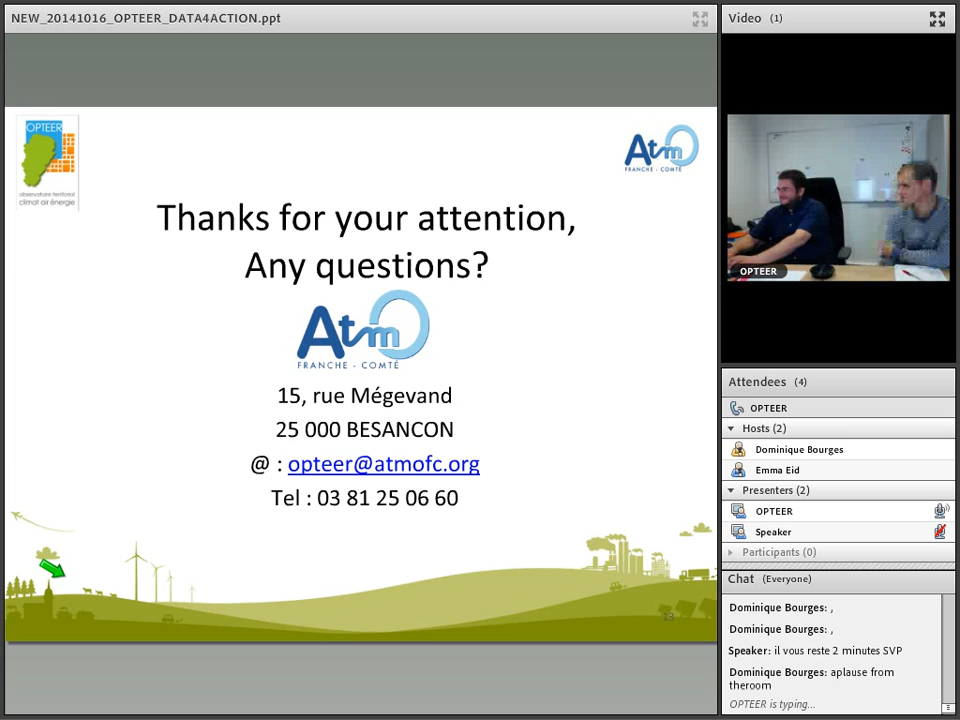 NEW_20141016_OPTEER_DATA4ACTION.ppt
OPTEER
observatoire territorial
climat air énergie
Atmo
FRANCHE - COMTÉ
Thanks for your attention,
Any questions?
Atmo
FRANCHE - COMTÉ
15, rue Mégevand
25 000 BESANCON
@ : opteer@atmofc.org
Tel : 03 81 25 06 60
13
Video (1)
OPTEER
Attendees (4)
OPTEER
Hosts (2)
Dominique Bourges
Emma Eid
Presenters (2)
OPTEER
Speaker
Participants (0)
Chat (Everyone)
Dominique Bourges: ,
Dominique Bourges: ,
Speaker: il vous reste 2 minutes SVP
Dominique Bourges: aplause from
theroom
OPTEER is typing...